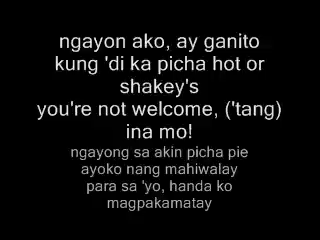 ngayon ako, ay ganito
kung 'di ka picha hot or
shakey's
you're not welcome, ('tang)
ina mo!
ngayong sa akin picha pie
ayoko nang mahiwalay
para sa 'yo, handa ko
magpakamatay